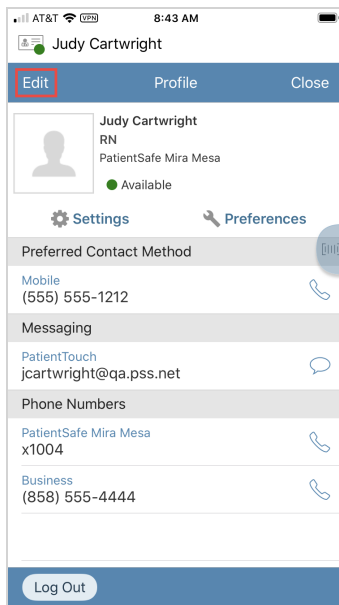 AT&T VPN 8:43 AM
Judy Cartwright
Edit Profile Close
Judy Cartwright
RN
PatientSafe Mira Mesa
Available
Settings Preferences
Preferred Contact Method
Mobile
(555) 555-1212
Messaging
PatientTouch
jcartwright@qa.pss.net
Phone Numbers
PatientSafe Mira Mesa
x1004
Business
(858) 555-4444
Log Out